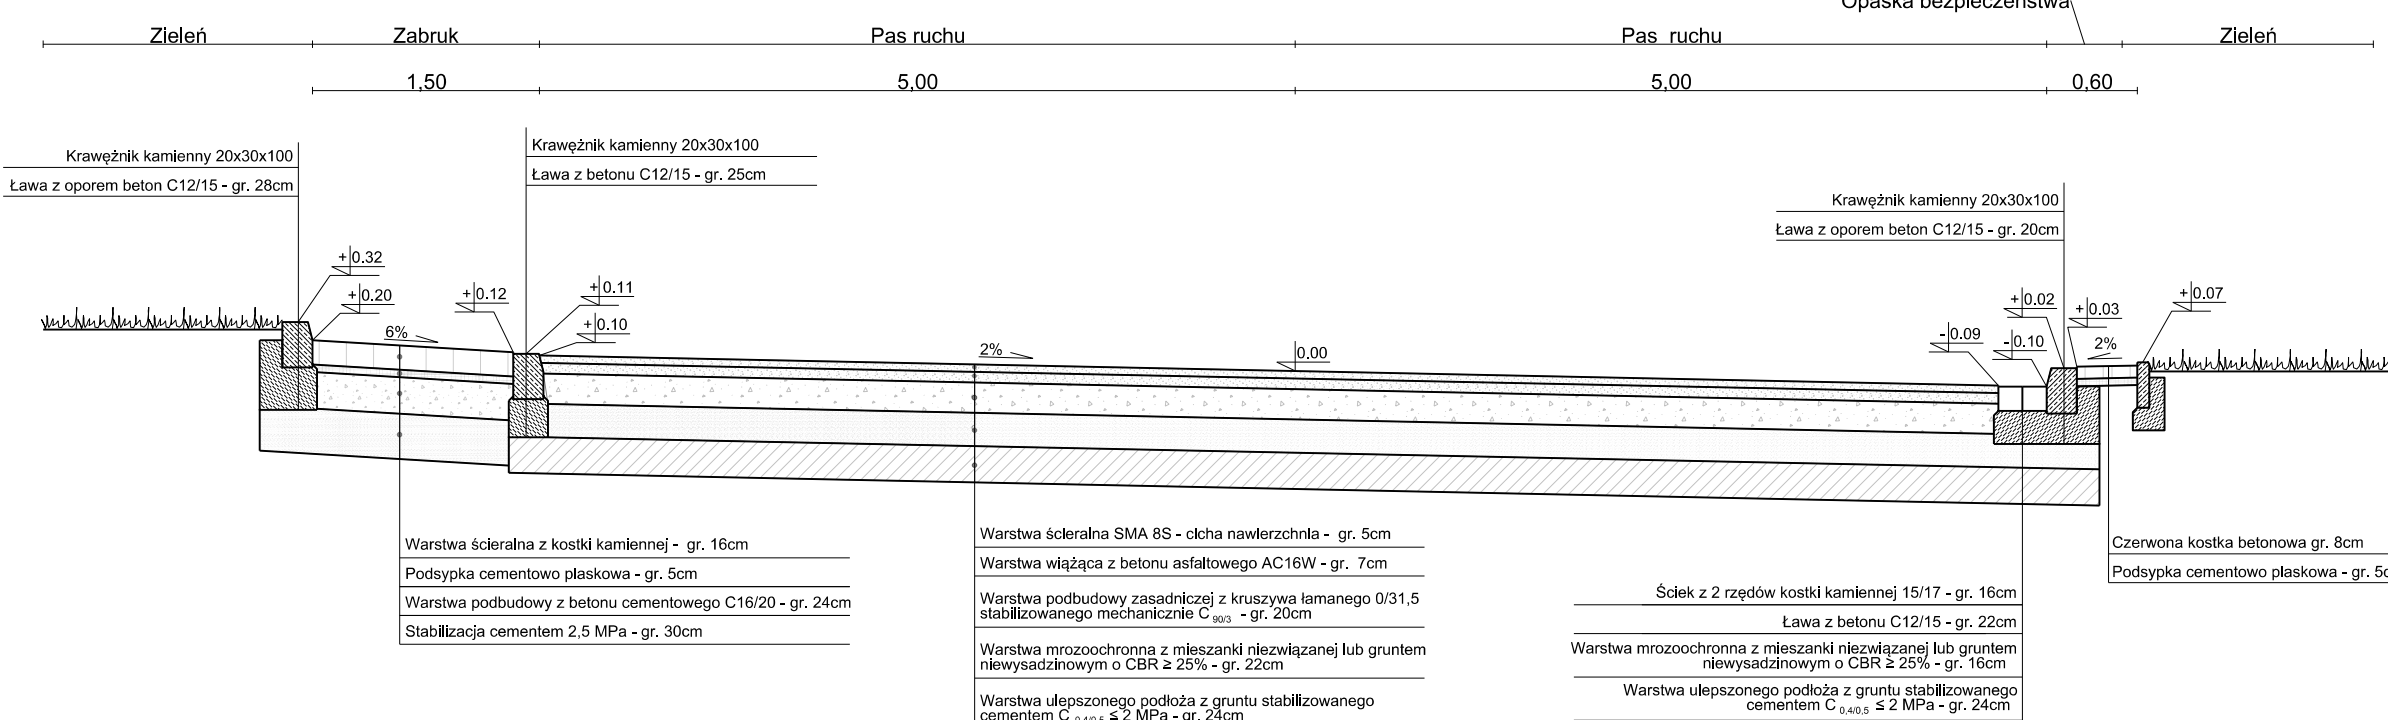 Opaska bezpieczeństwa
Zieleń
Zabruk
Pas ruchu
Pas ruchu
Zieleń
1,50
5,00
5,00
0,60
Krawężnik kamienny 20x30x100
Ława z oporem beton C12/15 - gr. 28cm
Krawężnik kamienny 20x30x100
Ława z betonu C12/15 - gr. 25cm
Krawężnik kamienny 20x30x100
Ława z oporem beton C12/15 - gr. 20cm
+0.32
+0.20
6%
+0.12
+0.11
+0.10
2%
0.00
-0.09
-0.10
+0.02
+0.03
2%
+0.07
Warstwa ścieralna z kostki kamiennej - gr. 16cm
Podsypka cementowo piaskowa - gr. 5cm
Warstwa podbudowy z betonu cementowego C16/20 - gr. 24cm
Stabilizacja cementem 2,5 MPa - gr. 30cm
Warstwa ścieralna SMA 8S - cicha nawierzchnia - gr. 5cm
Warstwa wiążąca z betonu asfaltowego AC16W - gr. 7cm
Warstwa podbudowy zasadniczej z kruszywa łamanego 0/31,5
stabilizowanego mechanicznie C 90/3 - gr. 20cm
Warstwa mrozoochronna z mieszanki niezwiązanej lub gruntem
niewysadzinowym o CBR ≥ 25% - gr. 22cm
Warstwa ulepszonego podłoża z gruntu stabilizowanego
cementem C 0,4/0,5 ≤ 2 MPa - gr. 24cm
Ściek z 2 rzędów kostki kamiennej 15/17 - gr. 16cm
Ława z betonu C12/15 - gr. 22cm
Warstwa mrozoochronna z mieszanki niezwiązanej lub gruntem
niewysadzinowym o CBR ≥ 25% - gr. 16cm
Warstwa ulepszonego podłoża z gruntu stabilizowanego
cementem C 0,4/0,5 ≤ 2 MPa - gr. 24cm
Czerwona kostka betonowa gr. 8cm
Podsypka cementowo piaskowa - gr. 5c